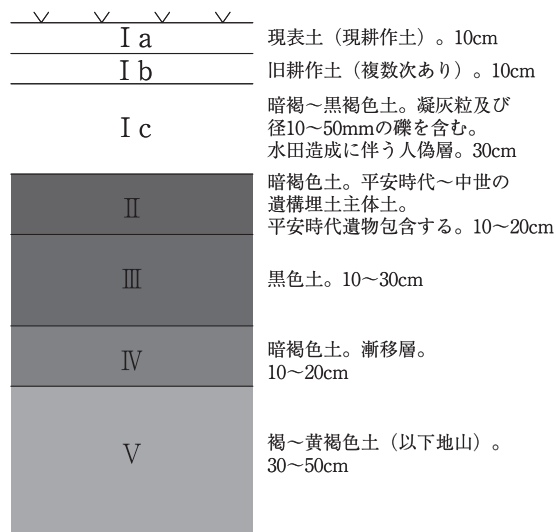 Ⅰa
現表土（現耕作土）。10cm
Ⅰb
旧耕作土（複数次あり）。10cm
Ⅰc
暗褐～黒褐色土。凝灰粒及び
径10～50mmの礫を含む。
水田造成に伴う人偽層。30cm
Ⅱ
暗褐色土。平安時代～中世の
遺構埋土主体土。
平安時代遺物包含する。10～20cm
Ⅲ
黒色土。10～30cm
Ⅳ
暗褐色土。漸移層。
10～20cm
Ⅴ
褐～黄褐色土（以下地山）。
30～50cm